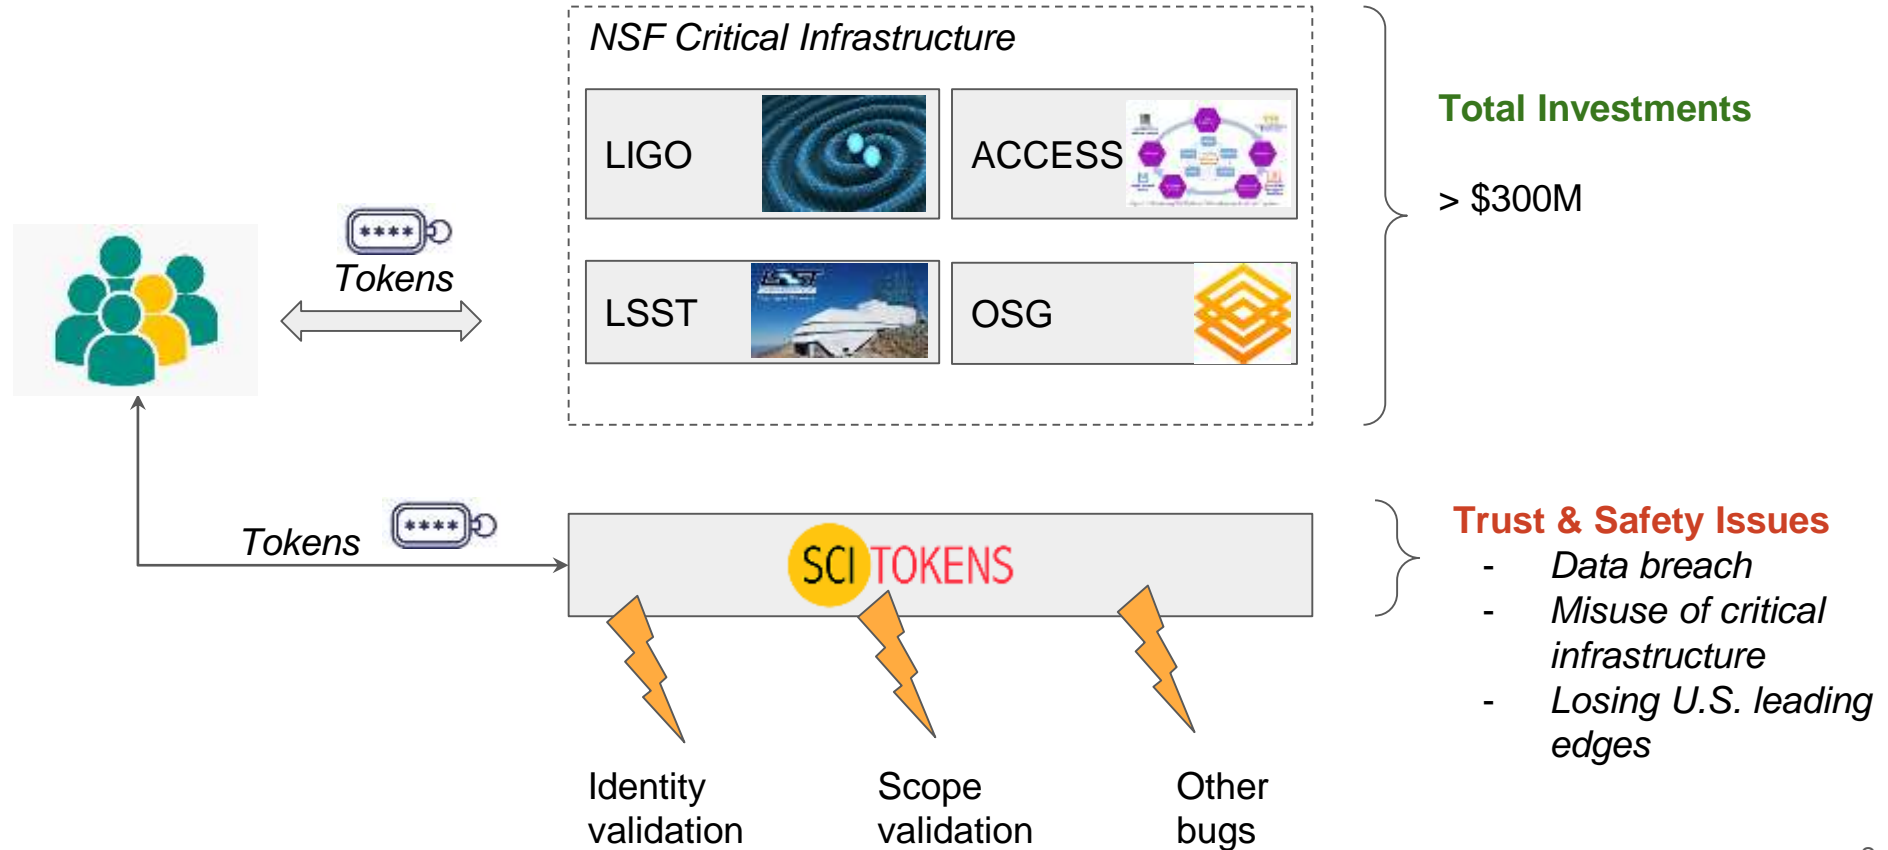 NSF Critical Infrastructure
LIGO
ACCESS
Total Investments
> $300M
****
Tokens
LSST
LSST
OSG
Tokens
****
SCI TOKENS
Trust & Safety Issues
- Data breach
- Misuse of critical
infrastructure
- Losing U.S. leading
edges
Identity
validation
Scope
validation
Other
bugs